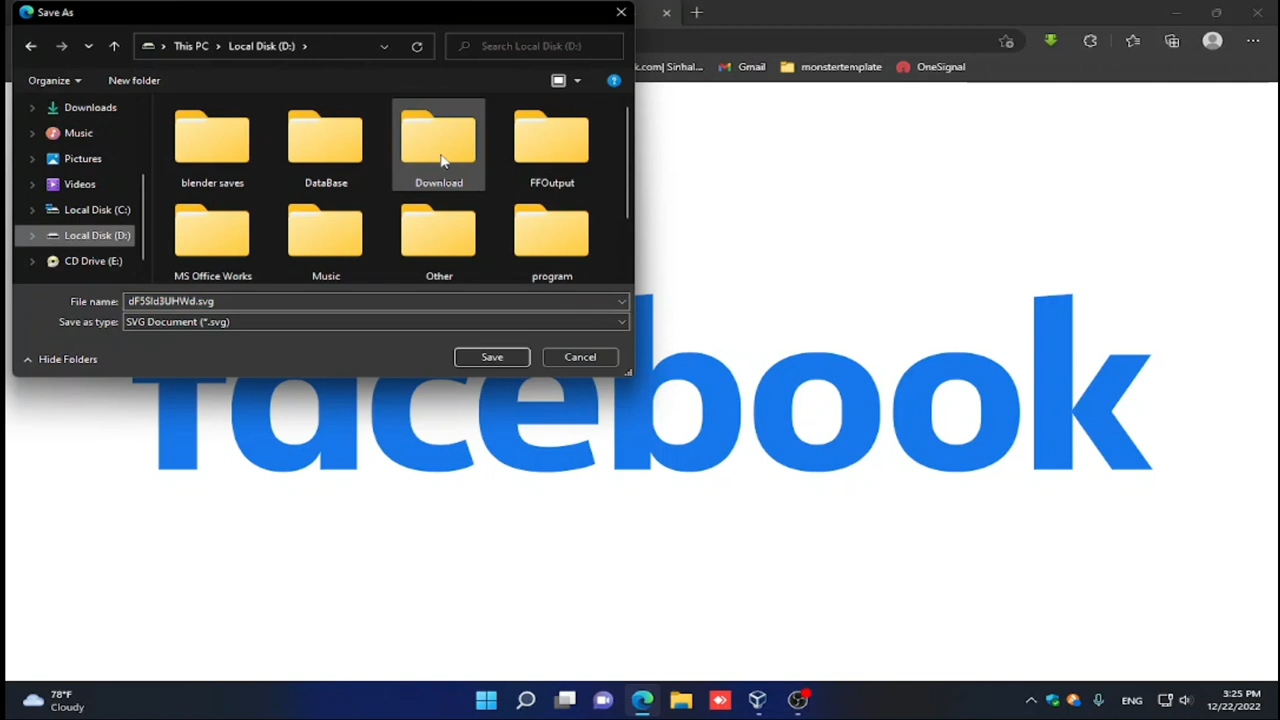 Save As
This PC
Local Disk (D:)
Search Local Disk (D:)
Organize
New folder
k.com| Sinhal...
Gmail
monstertemplate
OneSignal
Downloads
Music
Pictures
Videos
Local Disk (C:)
Local Disk (D:)
CD Drive (E:)
blender saves
DataBase
Download
FFOutput
MS Office Works
Music
Other
program
File name:
Save as type:
SVG Document (*.svg)
Hide Folders
Save
Cancel
facebook
78°F
Cloudy
ENG
3:25 PM
12/22/2022